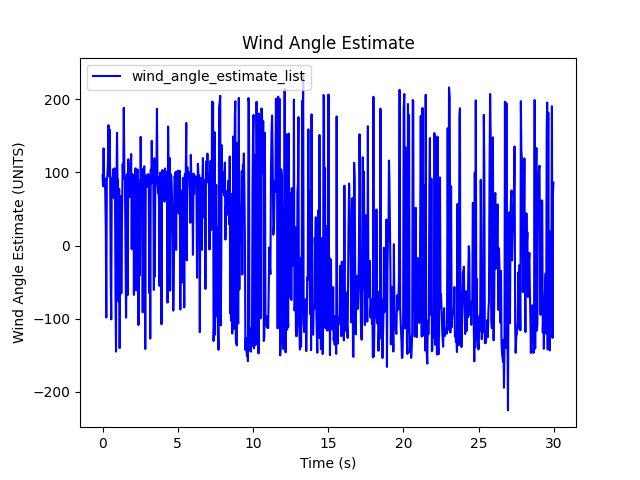 Wind Angle Estimate
wind_angle_estimate_list
Wind Angle Estimate (UNITS)
200
100
0
−100
−200
0 5 10 15 20 25 30
Time (s)